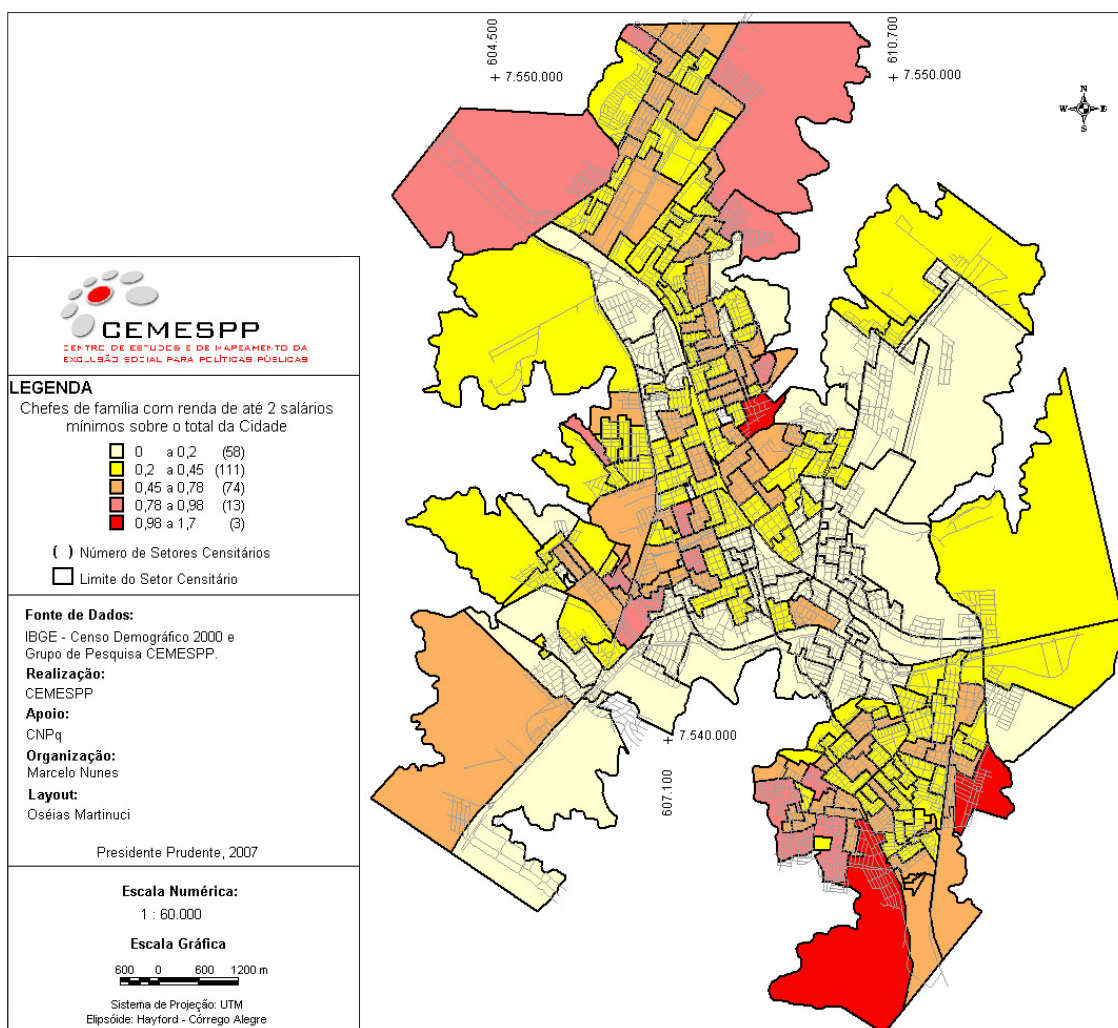 604.500
+ 7.550.000
610.700
+ 7.550.000
N
W
E
S
CEMESPP
CENTRO DE ESTUDOS E DE MAPEAMENTO DA
EXCLUSÃO SOCIAL PARA POLÍTICAS PÚBLICAS
LEGENDA
Chefes de família com renda de até 2 salários
mínimos sobre o total da Cidade
0 a 0,2 (58)
0,2 a 0,45 (111)
0,45 a 0,78 (74)
0,78 a 0,98 (13)
0,98 a 1,7 (3)
( ) Número de Setores Censitários
Limite do Setor Censitário
Fonte de Dados:
IBGE - Censo Demográfico 2000 e
Grupo de Pesquisa CEMESPP.
Realização:
CEMESPP
Apoio:
CNPq
Organização:
Marcelo Nunes
Layout:
Oséias Martinuci
Presidente Prudente, 2007
+ 7.540.000
607.100
Escala Numérica:
1 : 60.000
Escala Gráfica
600 0 600 1200 m
Sistema de Projeção: UTM
Elipsóide: Hayford - Córrego Alegre